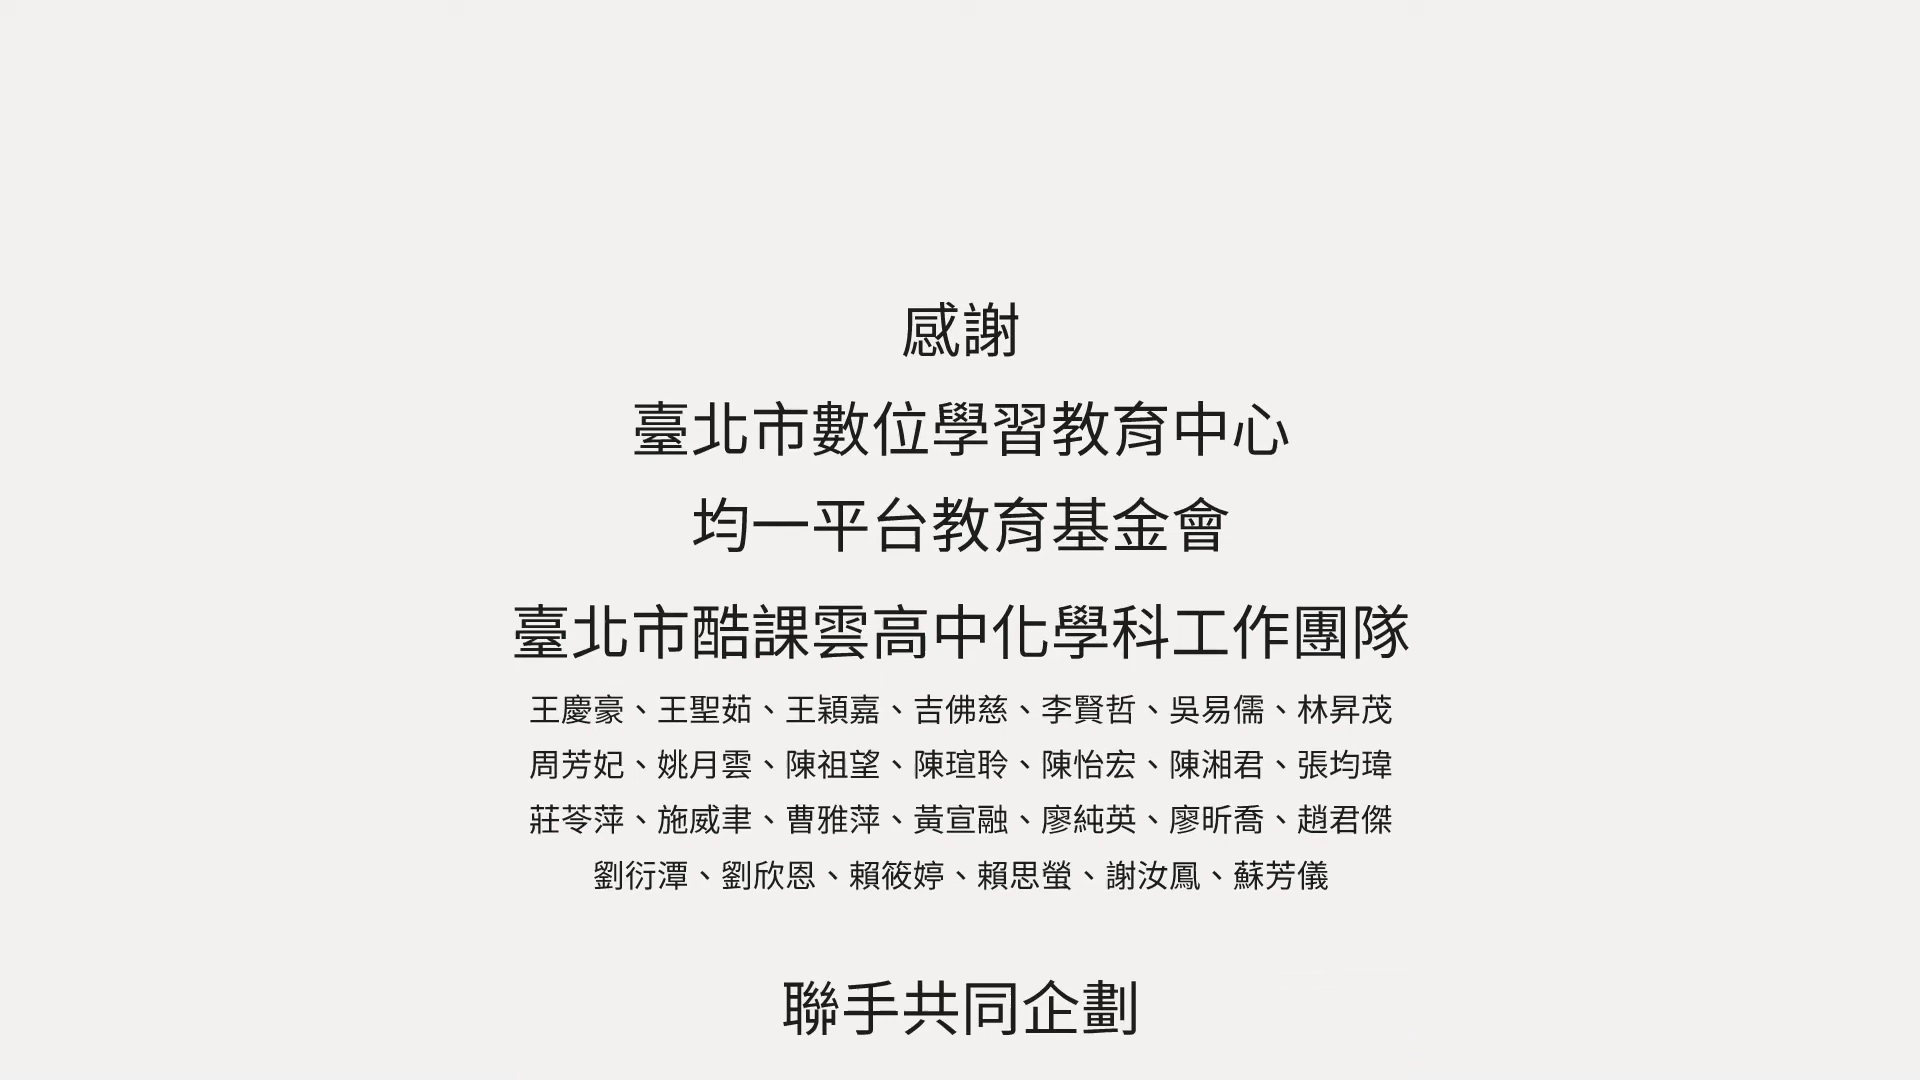 感謝
臺北市數位學習教育中心
均一平台教育基金會
臺北市酷課雲高中化學科工作團隊
王慶豪、王聖茹、王穎嘉、吉佛慈、李賢哲、吳易儒、林昇茂
周芳妃、姚月雲、陳祖望、陳瑄聆、陳怡宏、陳湘君、張均瑋
莊苓萍、施威聿、曹雅萍、黃宣融、廖純英、廖昕喬、趙君傑
劉衍潭、劉欣恩、賴筱婷、賴思螢、謝汝鳳、蘇芳儀
聯手共同企劃